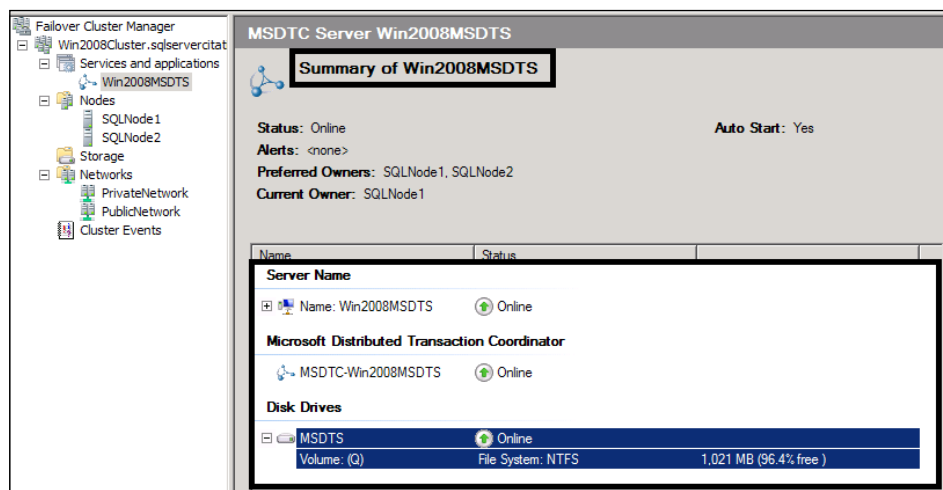 Failover Cluster Manager
Win2008Cluster.sqlservercitat
Services and applications
Win2008MSDTS
Nodes
SQLNode1
SQLNode2
Storage
Networks
PrivateNetwork
PublicNetwork
Cluster Events
MSDTC Server Win2008MSDTS
Summary of Win2008MSDTS
Status: Online Auto Start: Yes
Alerts: <none>
Preferred Owners: SQLNode1, SQLNode2
Current Owner: SQLNode1
Name Status
Server Name
Name: Win2008MSDTS Online
Microsoft Distributed Transaction Coordinator
MSDTC-Win2008MSDTS Online
Disk Drives
MSDTS Online
Volume: (Q) File System: NTFS 1,021 MB (96.4% free )